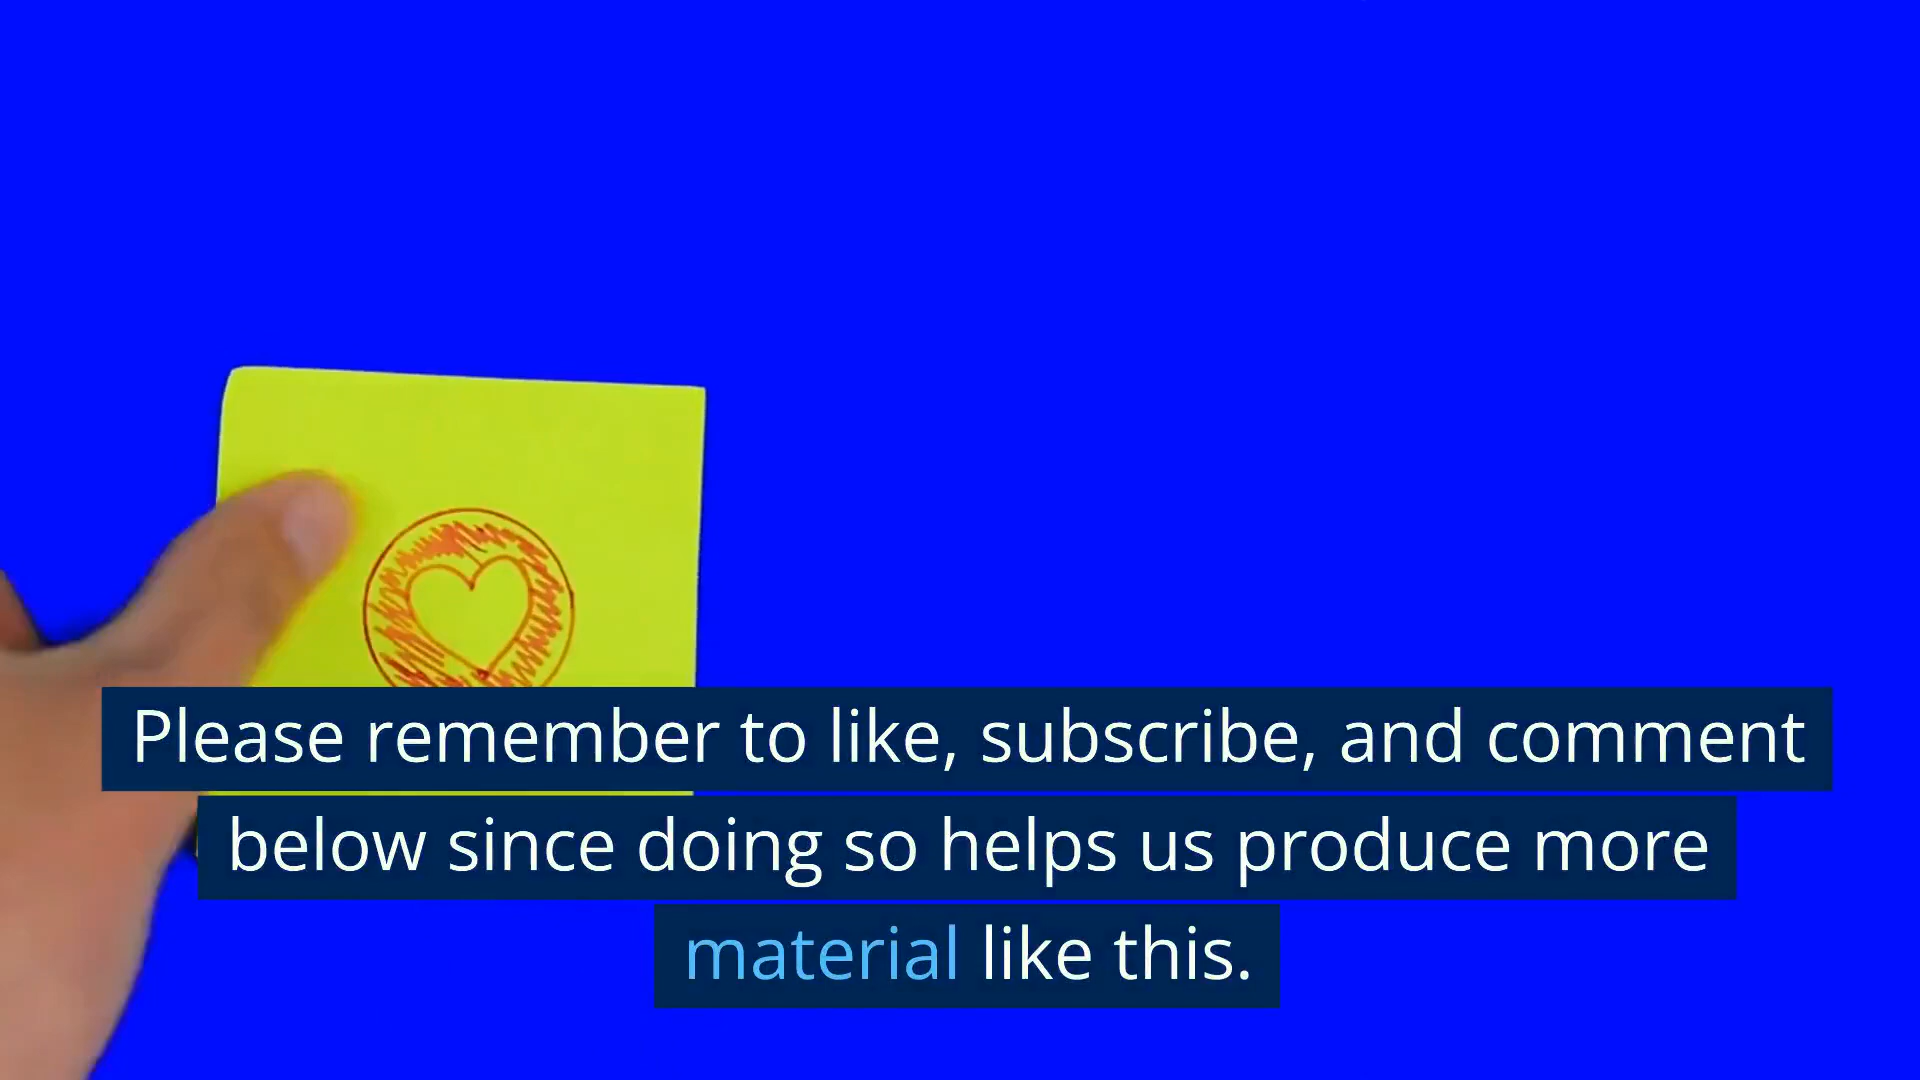 Please remember to like, subscribe, and comment
below since doing so helps us produce more
material like this.